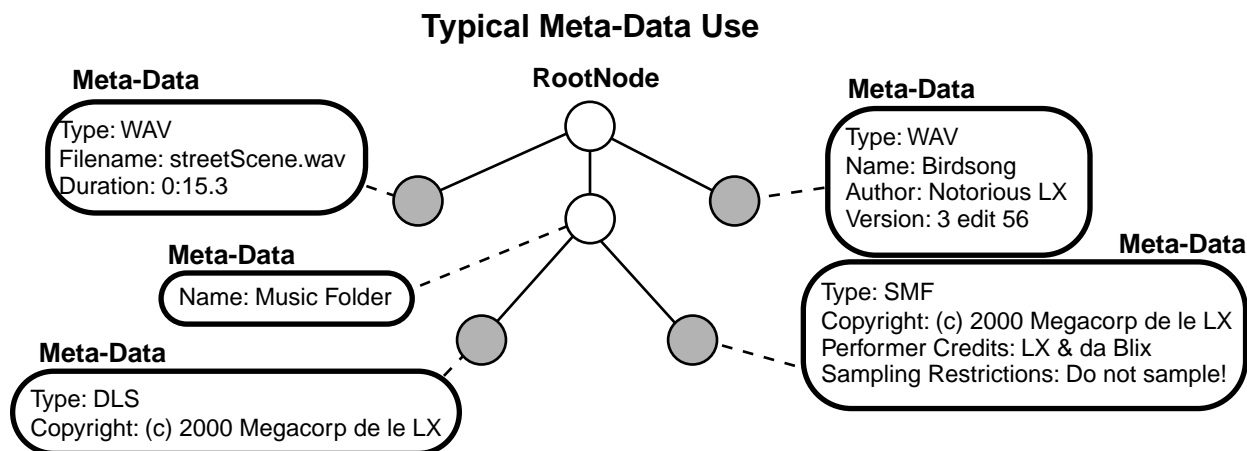 Typical Meta-Data Use
Meta-Data
Type: WAV
Filename: streetScene.wav
Duration: 0:15.3
RootNode
Meta-Data
Type: WAV
Name: Birdsong
Author: Notorious LX
Version: 3 edit 56
Meta-Data
Name: Music Folder
Meta-Data
Type: SMF
Copyright: (c) 2000 Megacorp de le LX
Performer Credits: LX & da Blix
Sampling Restrictions: Do not sample!
Meta-Data
Type: DLS
Copyright: (c) 2000 Megacorp de le LX